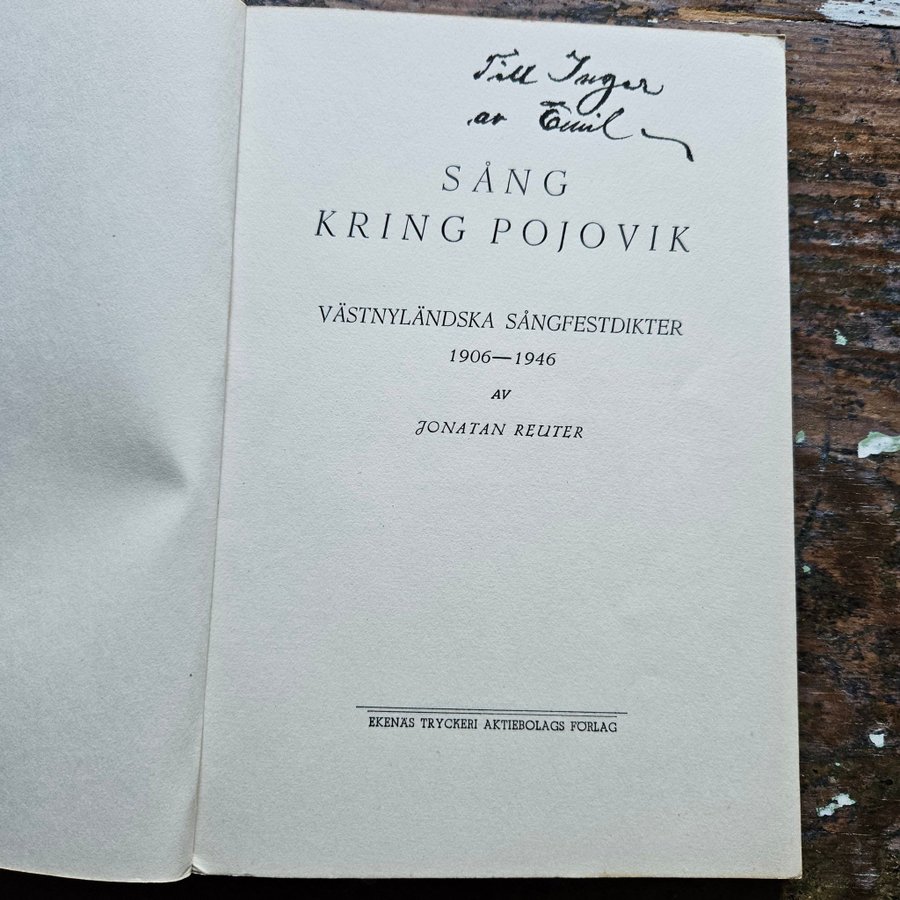 Till Inger
av Emil
SÅNG
KRING POJOVIK
VÄSTNYLÄNDSKA SÅNGFESTDIKTER
1906—1946
AV
JONATAN REUTER
EKENÄS TRYCKERI AKTIEBOLAGS FÖRLAG